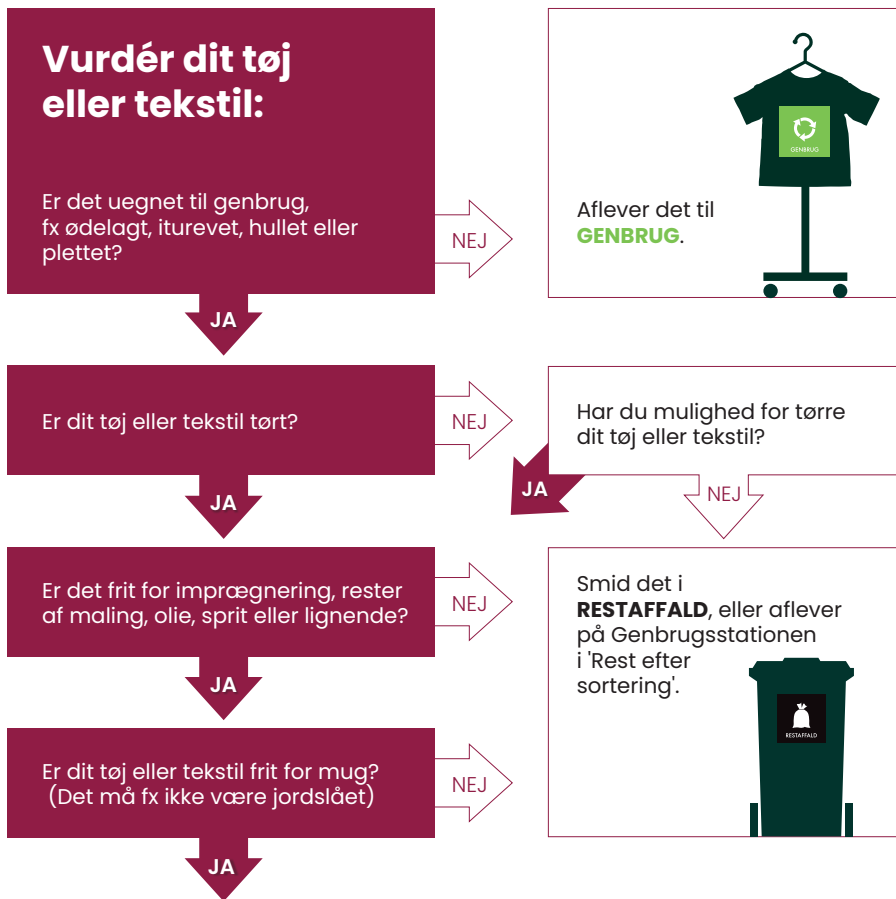 Vurdér dit tøj
eller tekstil:
Er det uegnet til genbrug,
fx ødelagt, iturevet, hullet eller
plettet?
NEJ
GENBRUG
Aflever det til
GENBRUG.
JA
Er dit tøj eller tekstil tørt?
NEJ
Har du mulighed for tørre
dit tøj eller tekstil?
JA
JA
NEJ
Er det frit for imprægnering, rester
af maling, olie, sprit eller lignende?
NEJ
Smid det i
RESTAFFALD, eller aflever
på Genbrugsstationen
i 'Rest efter
sortering'.
RESTAFFALD
JA
Er dit tøj eller tekstil frit for mug?
(Det må fx ikke være jordslået)
NEJ
JA